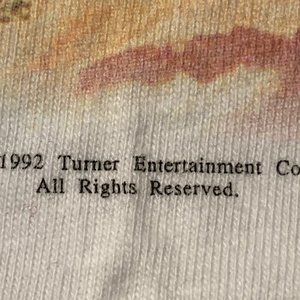 1992 Turner Entertainment Co
All Rights Reserved.